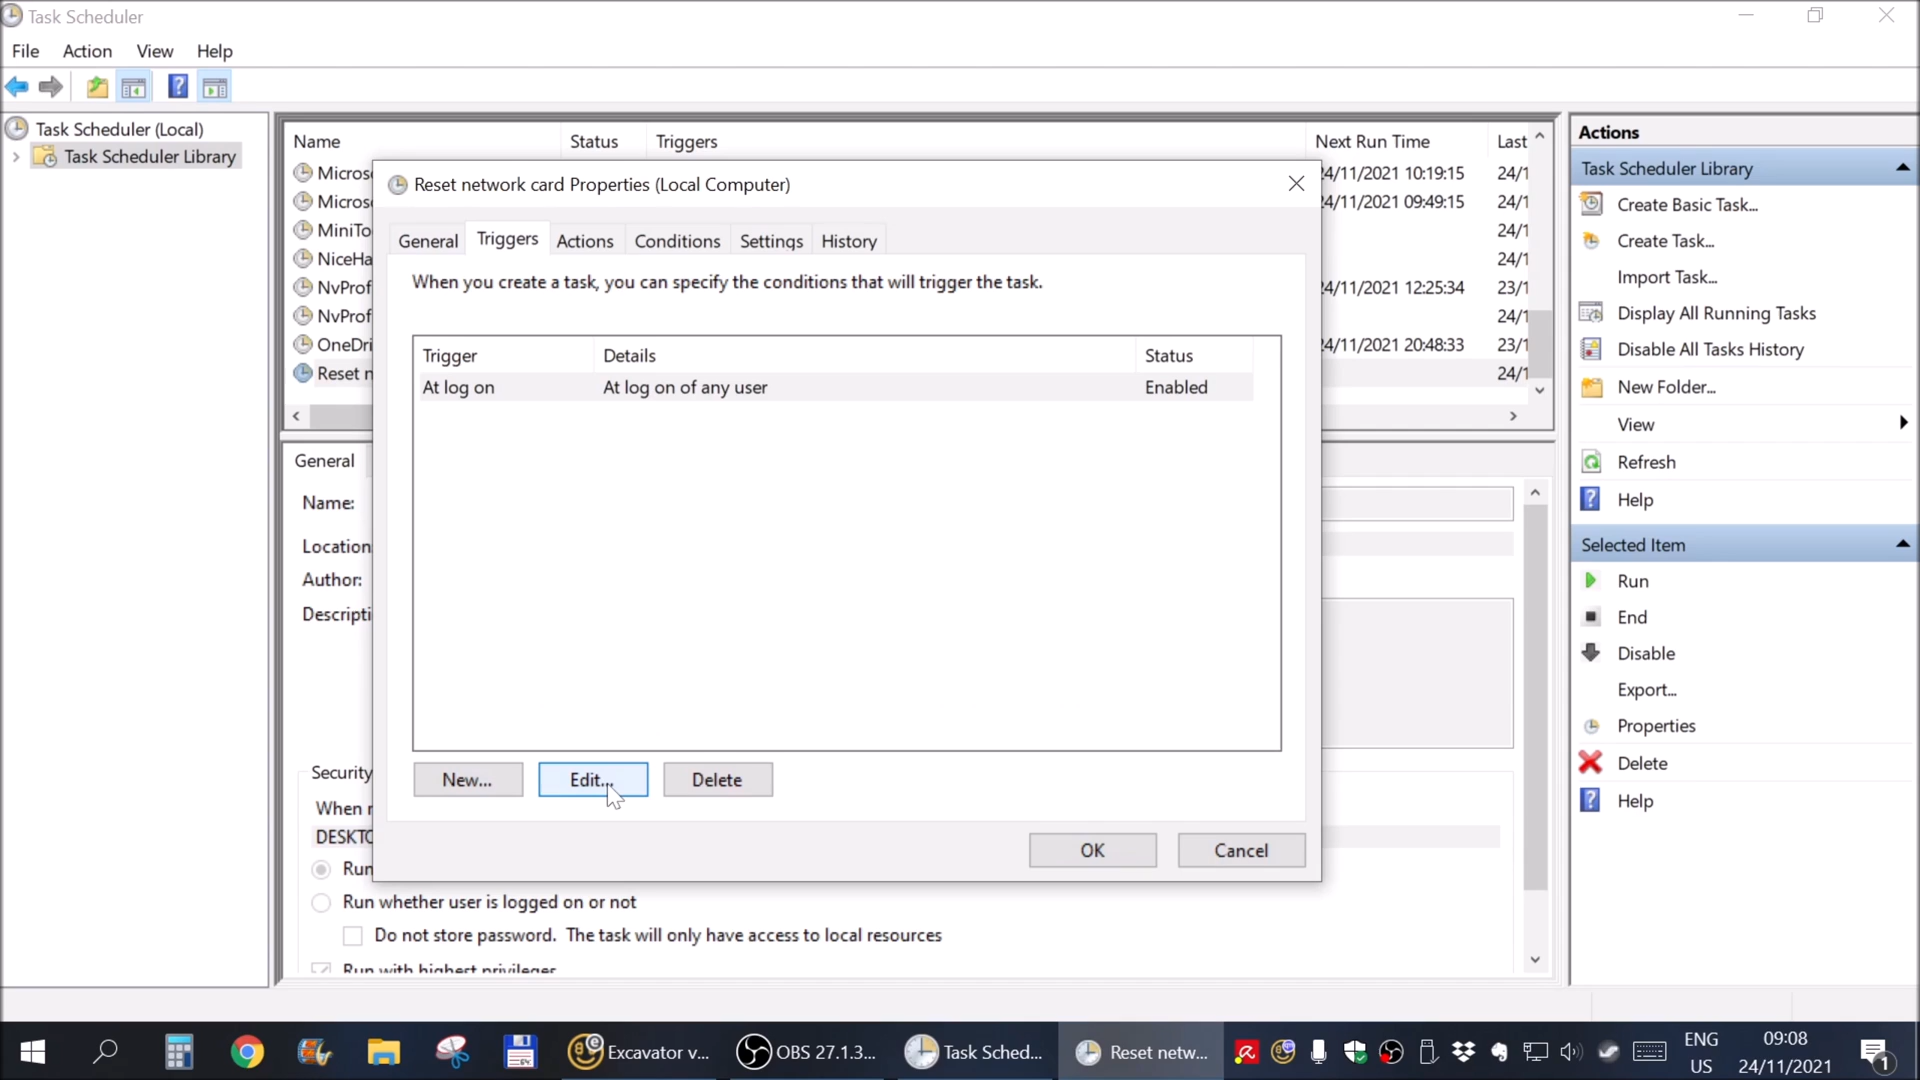 Task Scheduler
File Action View Help
Task Scheduler (Local)
Task Scheduler Library
Name Status Triggers Next Run Time Last
Micros 24/11/2021 10:19:15 24/1
Micros 24/11/2021 09:49:15 24/1
MiniTo 24/1
NiceHa 24/1
NvProf 24/11/2021 12:25:34 23/1
NvProf 24/1
OneDri 24/11/2021 20:48:33 23/1
Reset n 24/1
Reset network card Properties (Local Computer)
General Triggers Actions Conditions Settings History
When you create a task, you can specify the conditions that will trigger the task.
Trigger Details Status
At log on At log on of any user Enabled
New... Edit... Delete
OK Cancel
General
Name:
Location
Author:
Descripti
Security
When r
DESKTO
Run
Run whether user is logged on or not
Do not store password. The task will only have access to local resources
Run with highest privileges
Actions
Task Scheduler Library
Create Basic Task...
Create Task...
Import Task...
Display All Running Tasks
Disable All Tasks History
New Folder...
View
Refresh
Help
Selected Item
Run
End
Disable
Export...
Properties
Delete
Help
Excavator v... OBS 27.1.3... Task Sched... Reset netw...
ENG
US
09:08
24/11/2021
1